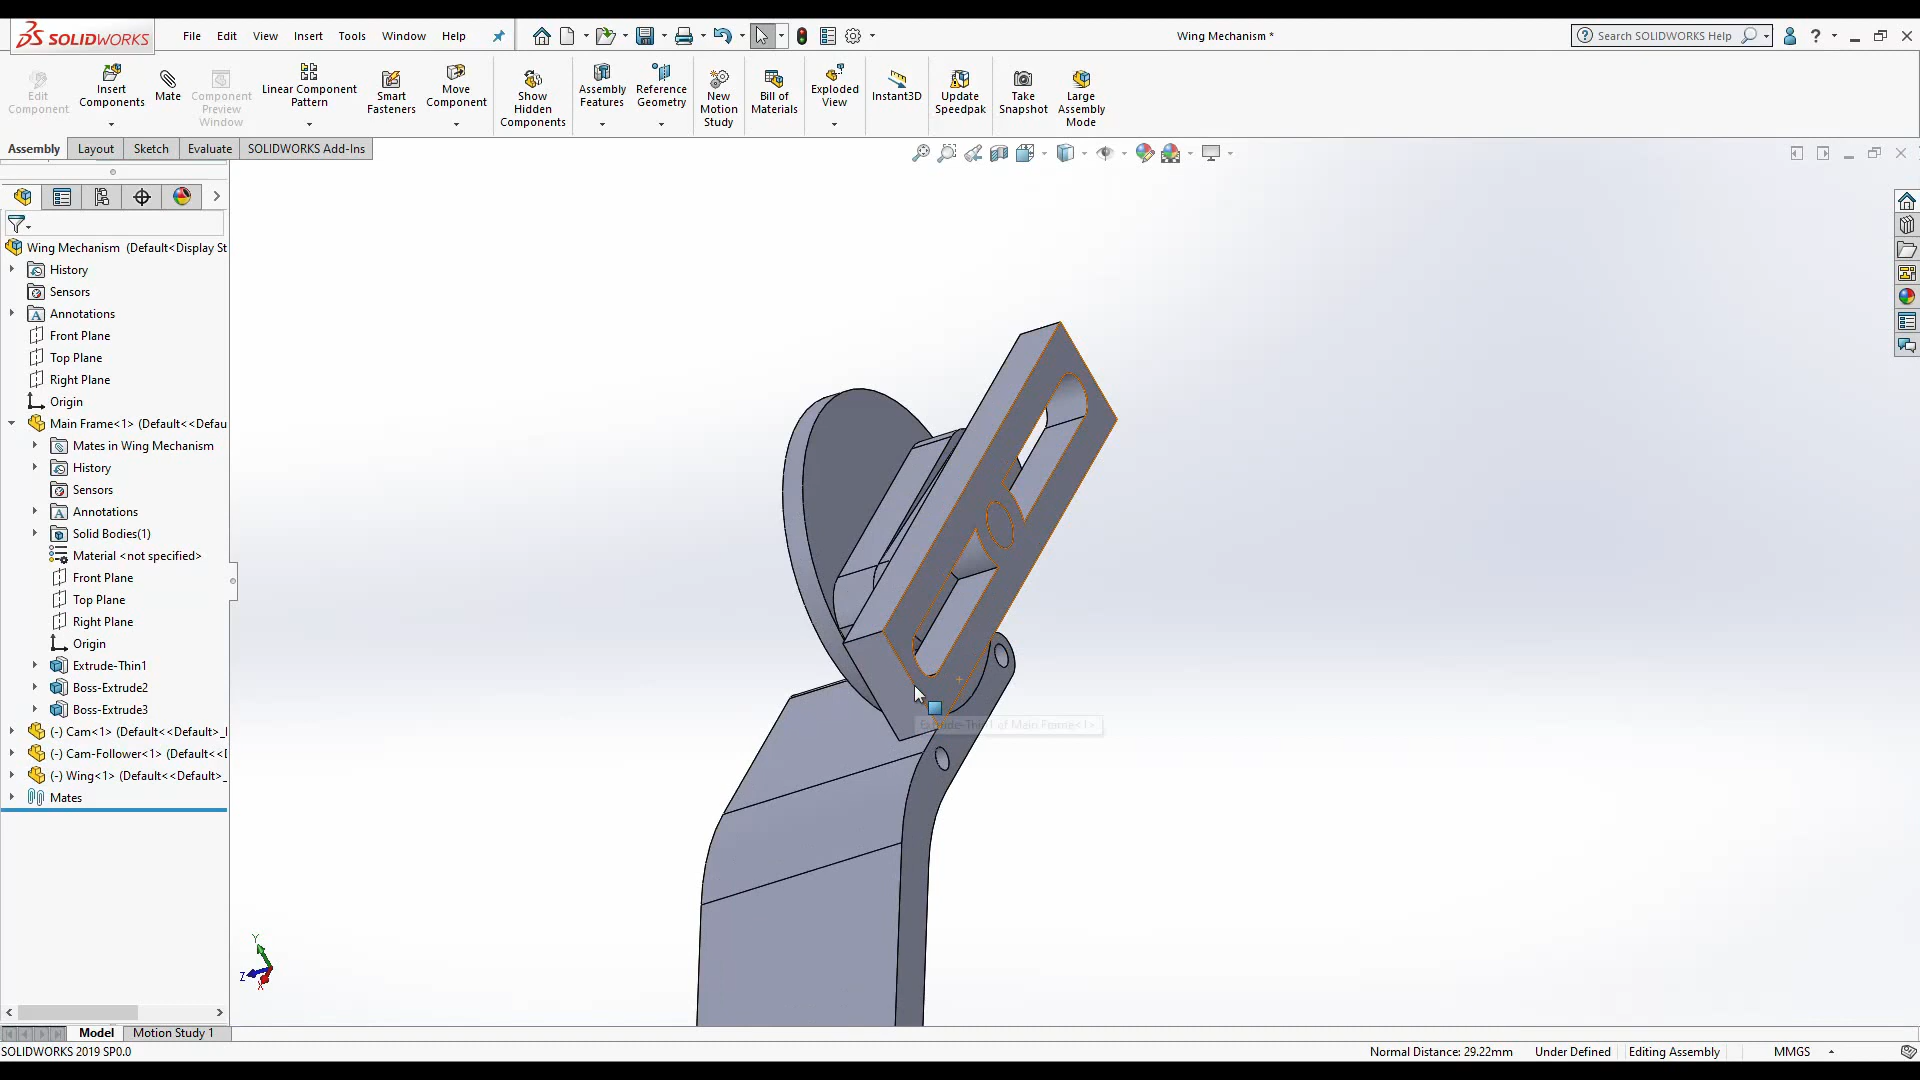 SOLIDWORKS
File Edit View Insert Tools Window Help
Wing Mechanism *
Search SOLIDWORKS Help
Edit Component
Insert Components
Mate
Component Preview Window
Linear Component Pattern
Smart Fasteners
Move Component
Show Hidden Components
Assembly Features
Reference Geometry
New Motion Study
Bill of Materials
Exploded View
Instant3D
Update Speedpak
Take Snapshot
Large Assembly Mode
Assembly Layout Sketch Evaluate SOLIDWORKS Add-Ins
Wing Mechanism (Default<Display St
History
Sensors
Annotations
Front Plane
Top Plane
Right Plane
Origin
Main Frame<1> (Default<<Defau
Mates in Wing Mechanism
History
Sensors
Annotations
Solid Bodies(1)
Material <not specified>
Front Plane
Top Plane
Right Plane
Origin
Extrude-Thin1
Boss-Extrude2
Boss-Extrude3
(-) Cam<1> (Default<<Default>_
(-) Cam-Follower<1> (Default<<
(-) Wing<1> (Default<<Default>_
Mates
Extrude-Thin1 of Main Frame<1>
Y
Z
X
Model Motion Study 1
SOLIDWORKS 2019 SP0.0
Normal Distance: 29.22mm Under Defined Editing Assembly MMGS